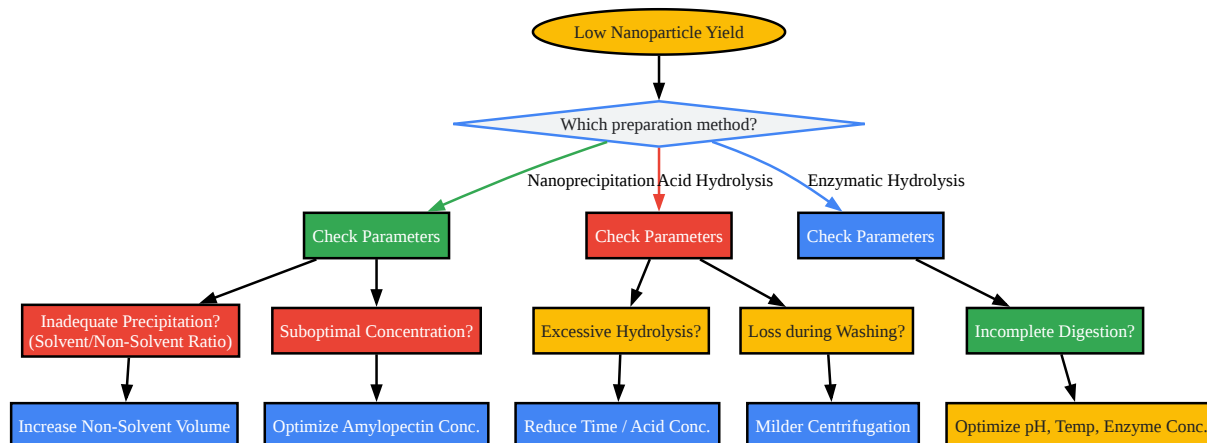 Low Nanoparticle Yield
Which preparation method?
Nanoprecipitation
Acid Hydrolysis
Enzymatic Hydrolysis
Check Parameters
Check Parameters
Check Parameters
Inadequate Precipitation?
(Solvent/Non-Solvent Ratio)
Suboptimal Concentration?
Excessive Hydrolysis?
Loss during Washing?
Incomplete Digestion?
Increase Non-Solvent Volume
Optimize Amylopectin Conc.
Reduce Time / Acid Conc.
Milder Centrifugation
Optimize pH, Temp, Enzyme Conc.